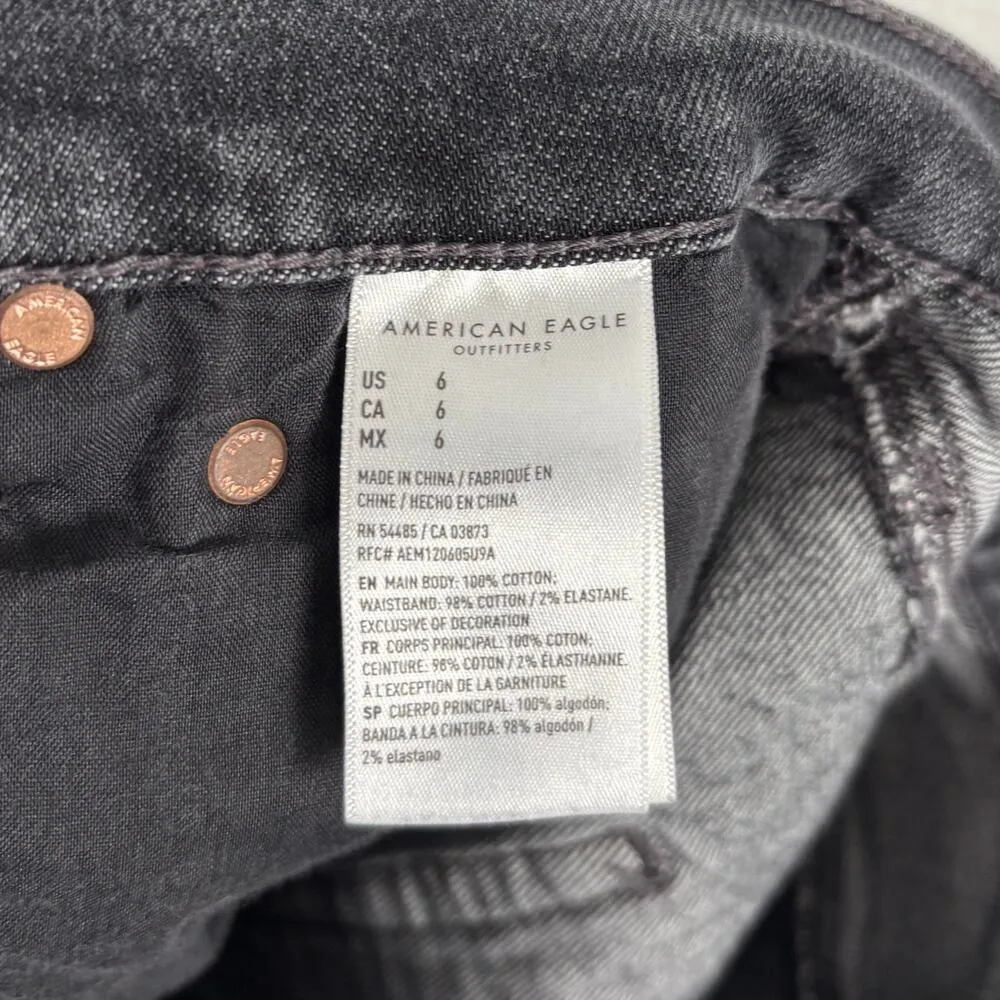 AMERICAN EAGLE
OUTFITTERS
US 6
CA 6
MX 6
MADE IN CHINA / FABRIQUÉ EN
CHINE / HECHO EN CHINA
RN 54485 / CA 03873
RFC# AEM120605U9A
EN MAIN BODY: 100% COTTON;
WAISTBAND: 98% COTTON / 2% ELASTANE.
EXCLUSIVE OF DECORATION
FR CORPS PRINCIPAL: 100% COTON;
CEINTURE: 98% COTON / 2% ÉLASTHANNE.
À L'EXCEPTION DE LA GARNITURE
SP CUERPO PRINCIPAL: 100% algodón;
BANDA A LA CINTURA: 98% algodón /
2% elastano
AMERICAN
EAGLE
AMERICAN
EAGLE